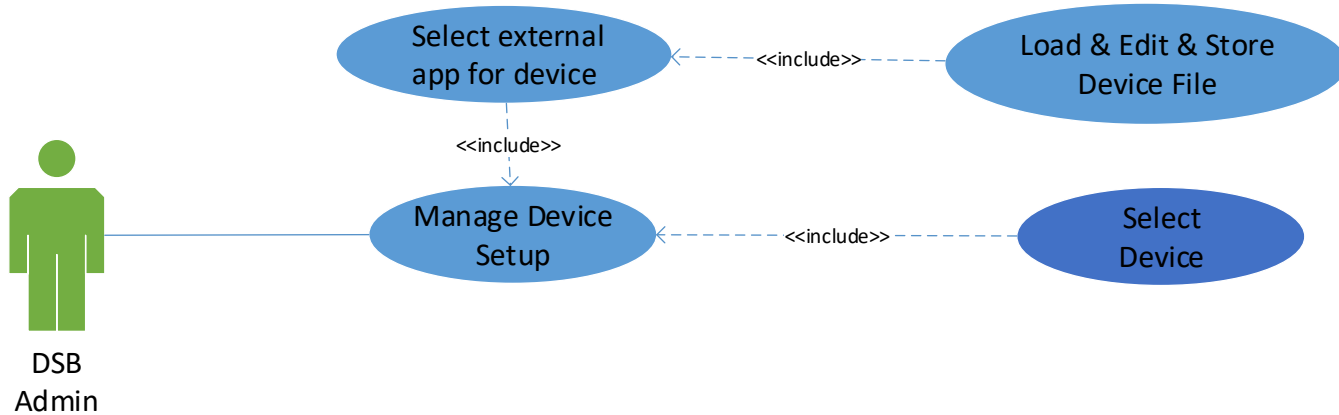 Select external
app for device
<<include>>
Load & Edit & Store
Device File
<<include>>
Manage Device
Setup
<<include>>
Select
Device
DSB
Admin